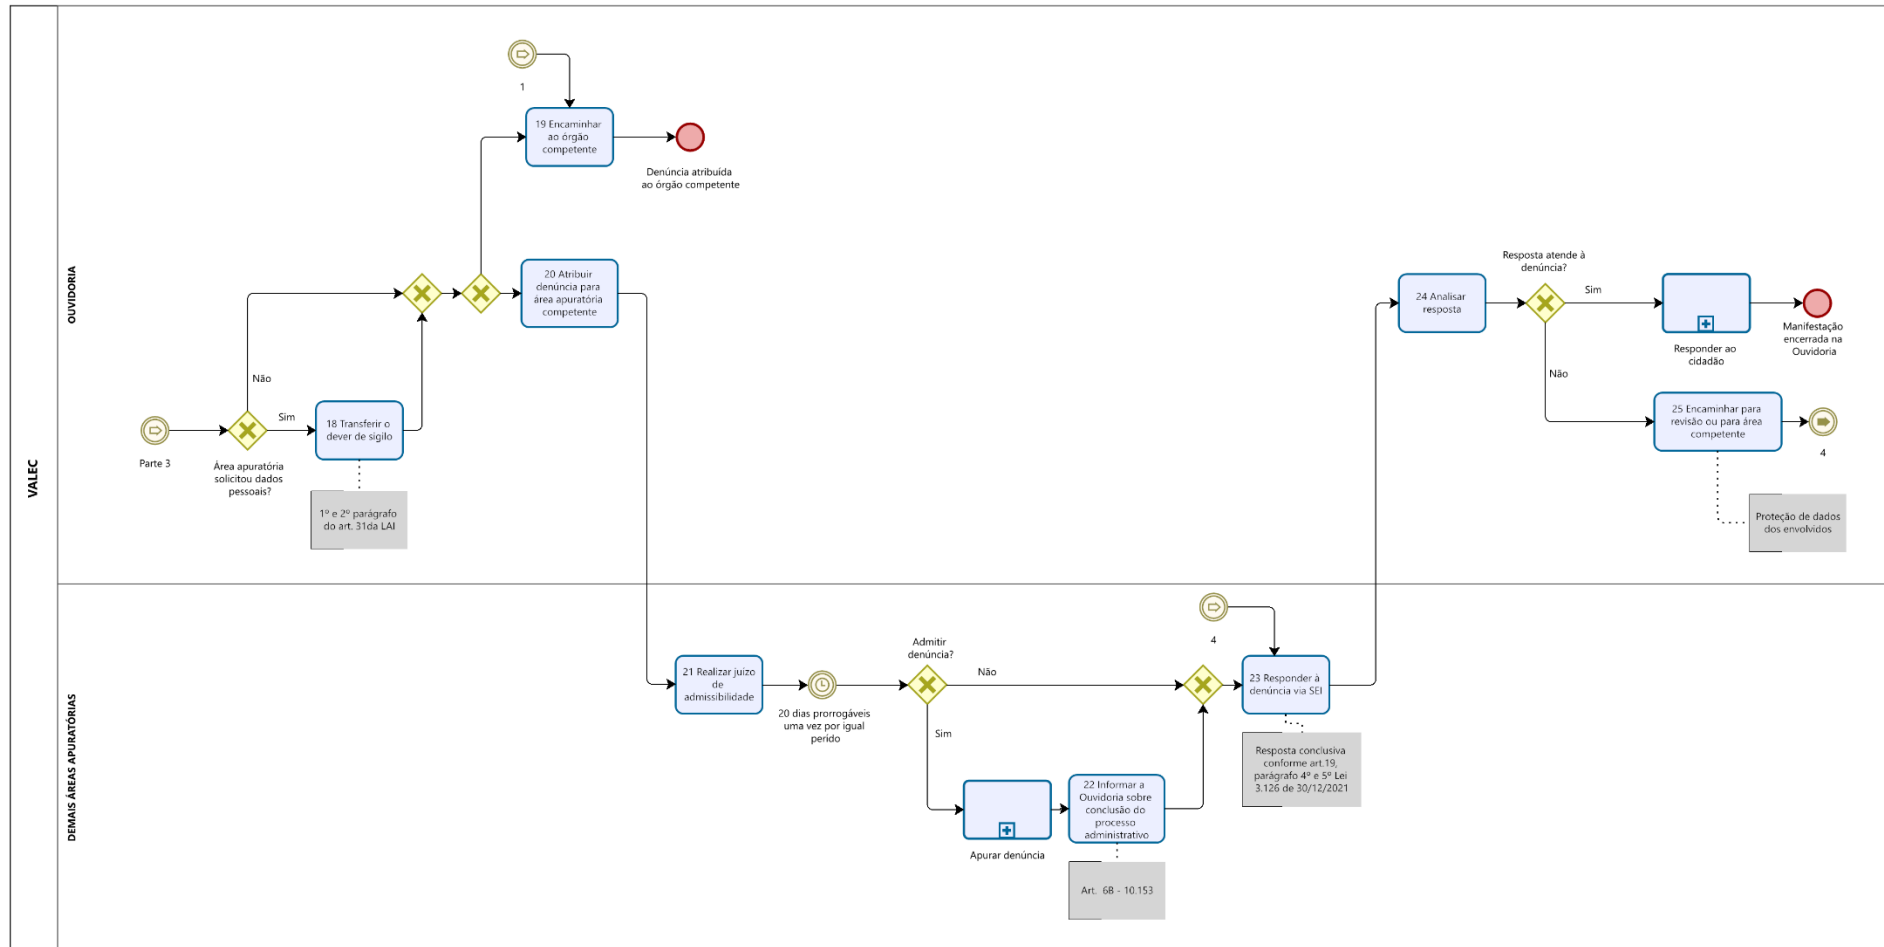 VALEC
OUVIDORIA
1
19 Encaminhar
ao órgão
competente
Denúncia atribuída
ao órgão competente
20 Atribuir
denúncia para
área apuratória
competente
Não
Sim
Parte 3
Área apuratória
solicitou dados
pessoais?
18 Transferir o
dever de sigilo
1º e 2º parágrafo
do art. 31da LAI
24 Analisar
resposta
Resposta atende à
denúncia?
Sim
Não
Responder ao
cidadão
Manifestação
encerrada na
Ouvidoria
25 Encaminhar para
revisão ou para área
competente
4
Proteção de dados
dos envolvidos
DEMAIS ÁREAS APURATÓRIAS
21 Realizar juízo
de
admissibilidade
20 dias prorrogáveis
uma vez por igual
perído
Admitir
denúncia?
Não
Sim
Apurar denúncia
22 Informar a
Ouvidoria sobre
conclusão do
processo
administrativo
Art. 6B - 10.153
4
23 Responder à
denúncia via SEI
Resposta conclusiva
conforme art.19,
parágrafo 4º e 5º Lei
3.126 de 30/12/2021